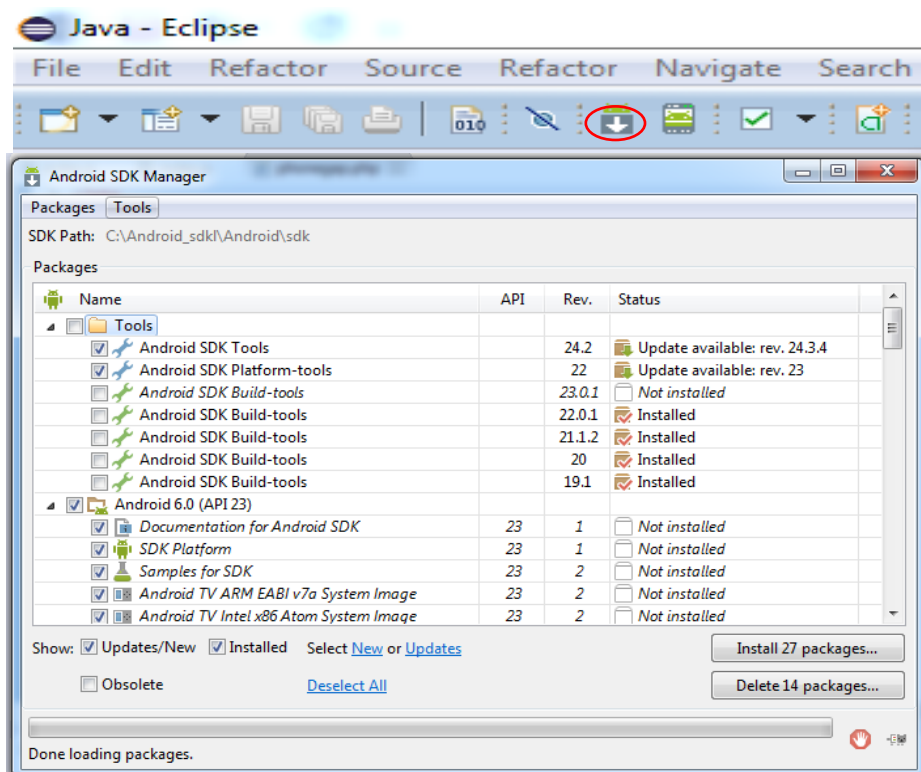 Java - Eclipse
File Edit Refactor Source Refactor Navigate Search
010
Android SDK Manager
Packages Tools
SDK Path: C:\Android_sdkl\Android\sdk
Packages
Name API Rev. Status
Tools
Android SDK Tools 24.2 Update available: rev. 24.3.4
Android SDK Platform-tools 22 Update available: rev. 23
Android SDK Build-tools 23.0.1 Not installed
Android SDK Build-tools 22.0.1 Installed
Android SDK Build-tools 21.1.2 Installed
Android SDK Build-tools 20 Installed
Android SDK Build-tools 19.1 Installed
Android 6.0 (API 23)
Documentation for Android SDK 23 1 Not installed
SDK Platform 23 1 Not installed
Samples for SDK 23 2 Not installed
Android TV ARM EABI v7a System Image 23 2 Not installed
Android TV Intel x86 Atom System Image 23 2 Not installed
Show: Updates/New Installed Select New or Updates Install 27 packages...
Obsolete Deselect All Delete 14 packages...
Done loading packages.